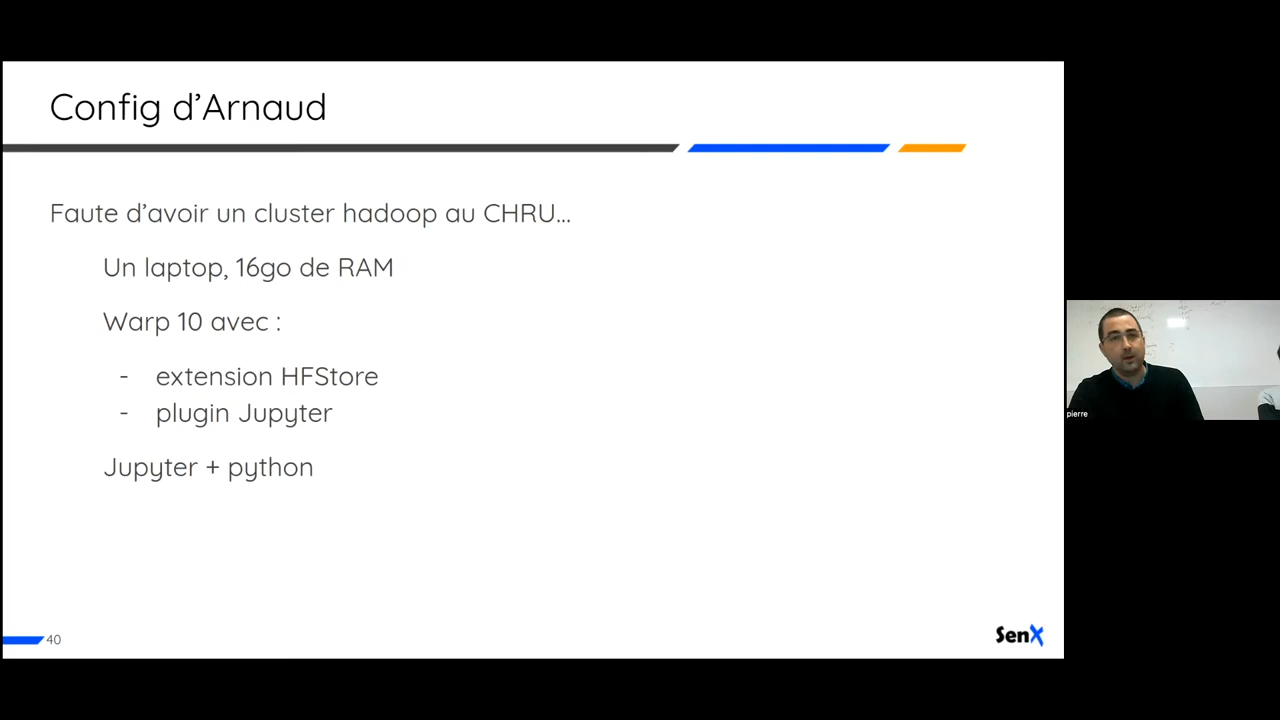 Config d’Arnaud
Faute d’avoir un cluster hadoop au CHRU...
Un laptop, 16go de RAM
Warp 10 avec :
- extension HFStore
- plugin Jupyter
Jupyter + python
40
SenX
pierre